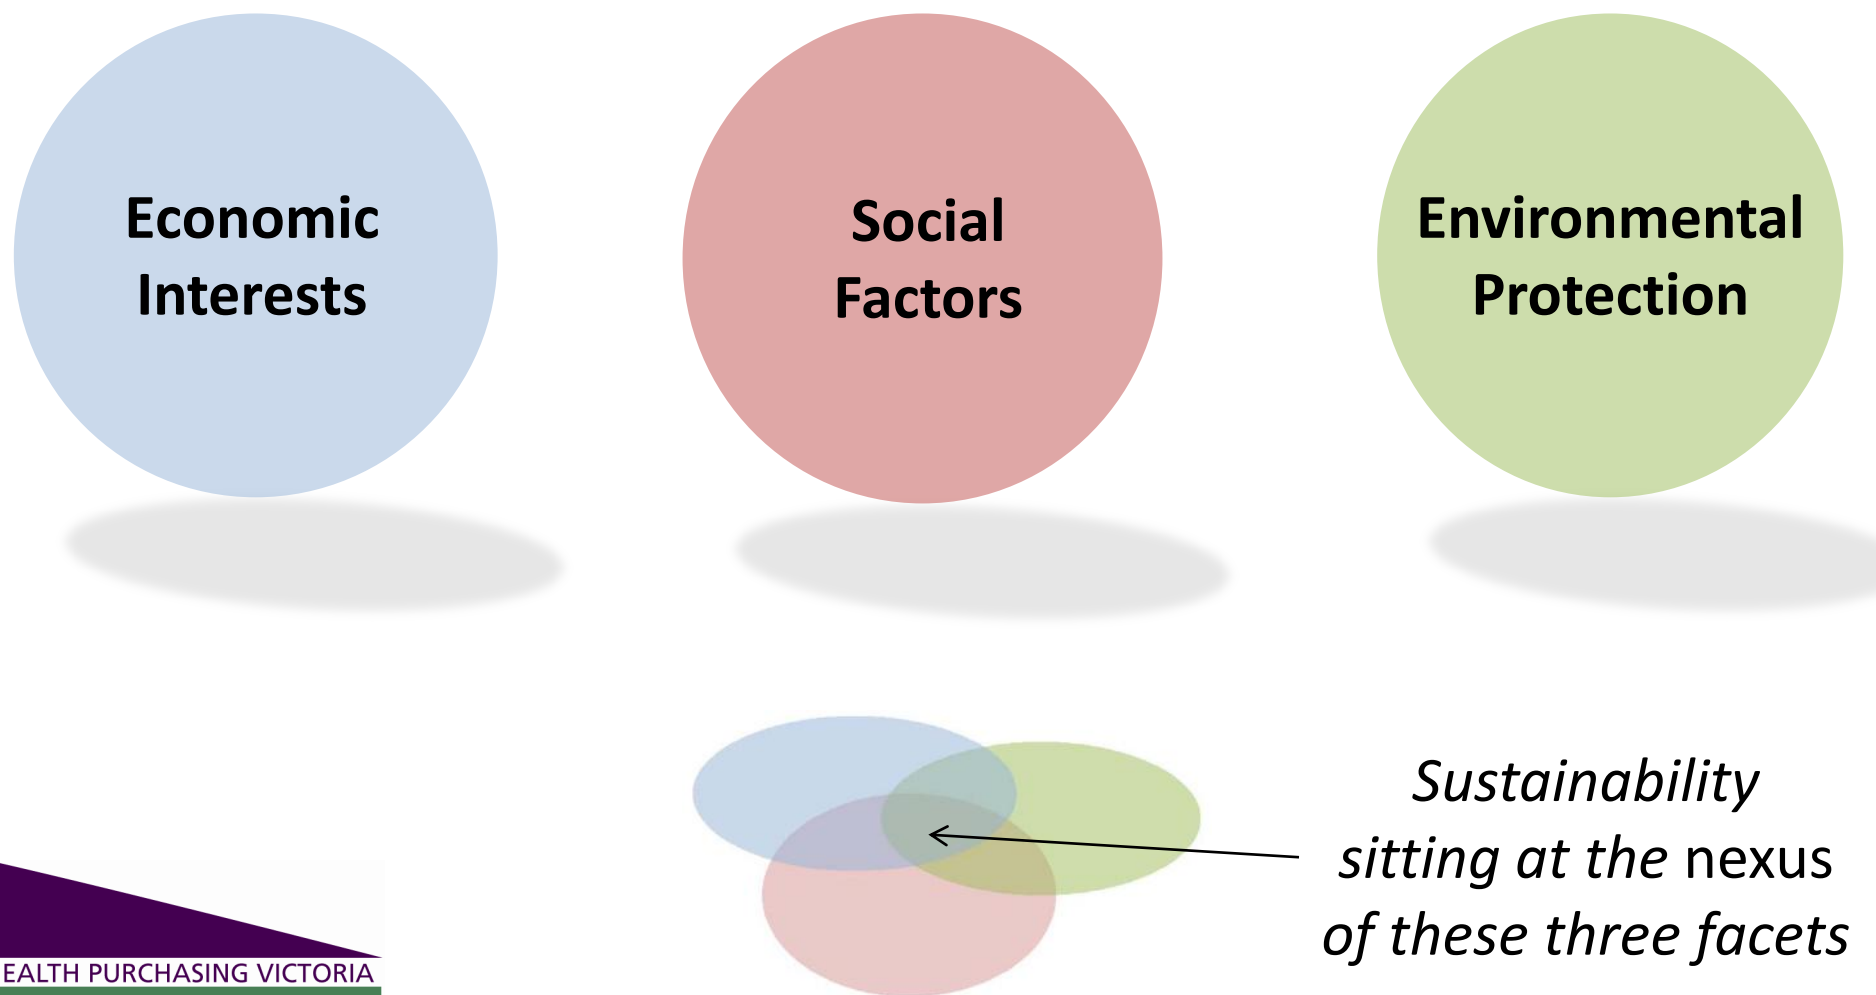 Economic
Interests
Social
Factors
Environmental
Protection
Sustainability
sitting at the nexus
of these three facets
EALTH PURCHASING VICTORIA